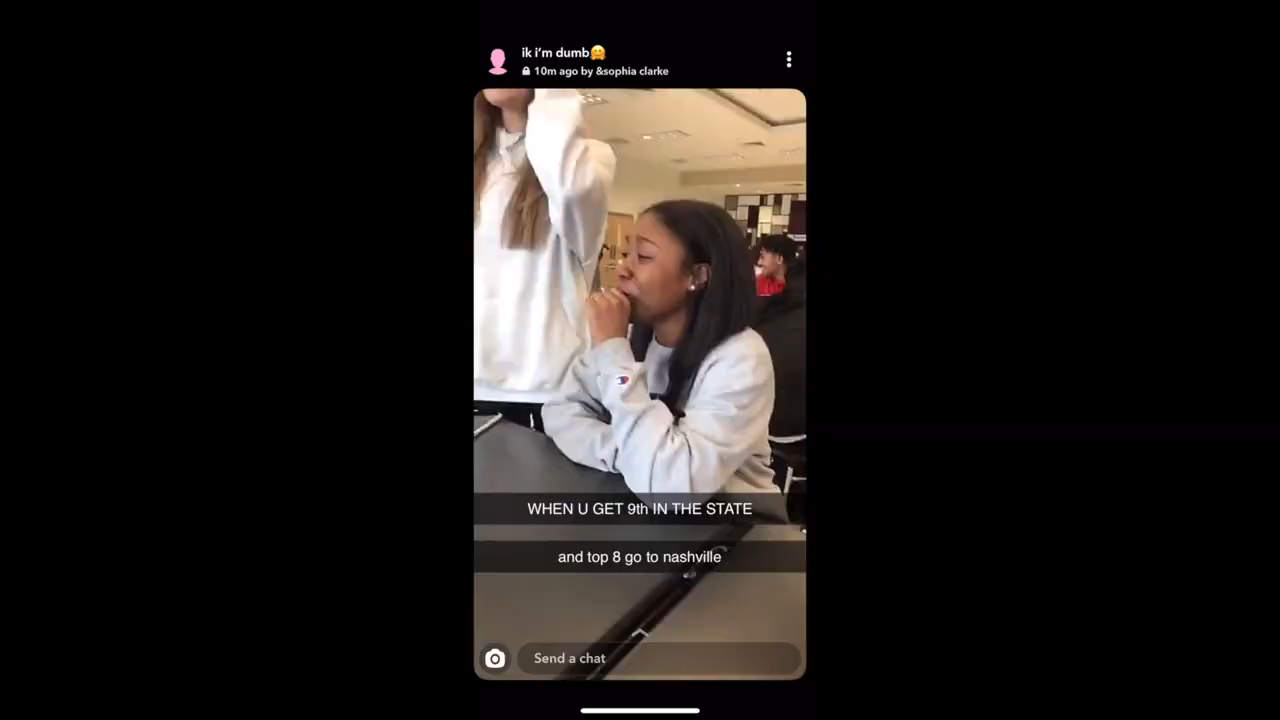 ik i'm dumb🤗
10m ago by &sophia clarke
WHEN U GET 9th IN THE STATE
and top 8 go to nashville
Send a chat